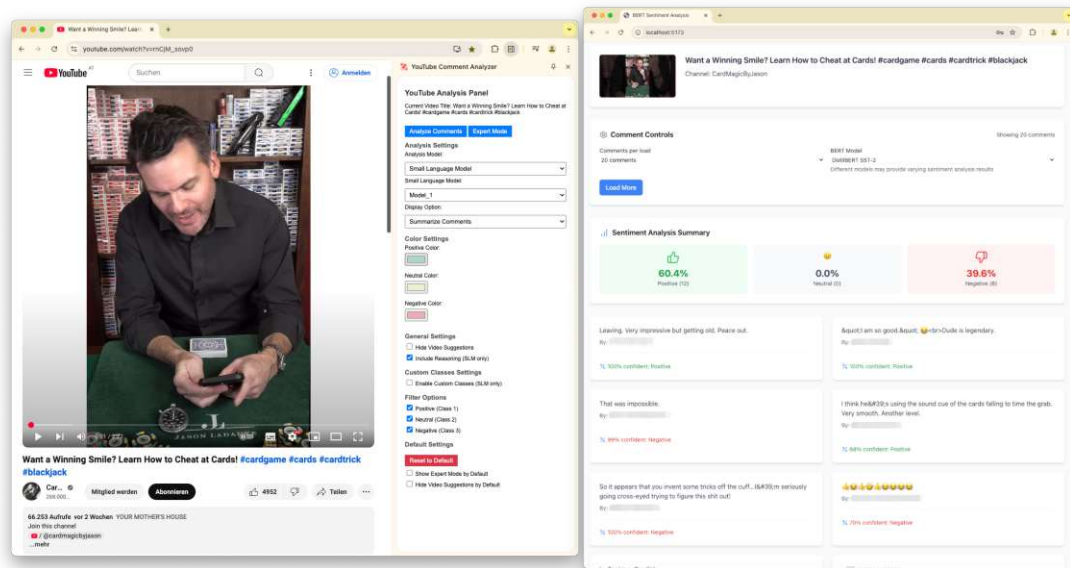 Want a Winning Smile? Learn
youtube.com/watch?v=mCjM_sovp0
YouTube
Suchen
Anmelden
JASON LADANYE
Want a Winning Smile? Learn How to Cheat at Cards! #cardgame #cards #cardtrick
#blackjack
Car...
Mitglied werden
Abonnieren
4952
Teilen
66.253 Aufrufe vor 2 Wochen YOUR MOTHER'S HOUSE
Join this channel
/ @cardmagicbyjason
...mehr
YouTube Comment Analyzer
YouTube Analysis Panel
Current Video Title: Want a Winning Smile? Learn How to Cheat at
Cards! #cardgame #cards #cardtrick #blackjack
Analyze Comments
Expert Mode
Analysis Settings
Analysis Model:
Small Language Model
Small Language Model:
Model_1
Display Option:
Summarize Comments
Color Settings
Positive Color:
Neutral Color:
Negative Color:
General Settings
Hide Video Suggestions
Include Reasoning (SLM only)
Custom Classes Settings
Enable Custom Classes (SLM only)
Filter Options
Positive (Class 1)
Neutral (Class 2)
Negative (Class 3)
Default Settings
Reset to Default
Show Expert Mode by Default
Hide Video Suggestions by Default
BERT Sentiment Analysis
localhost:5173
Want a Winning Smile? Learn How to Cheat at Cards! #cardgame #cards #cardtrick #blackjack
Channel: CardMagicByJason
Comment Controls
Showing 20 comments
Comments per load
20 comments
BERT Model
DistilBERT SST-2
Different models may provide varying sentiment analysis results
Load More
Sentiment Analysis Summary
60.4%
Positive (12)
0.0%
Neutral (0)
39.6%
Negative (8)
Leaving. Very impressive but getting old. Peace out.
By:
100% confident: Positive
&quot;I am so good.&quot; 😂<br>Dude is legendary.
By:
100% confident: Positive
That was impossible.
By:
99% confident: Negative
I think he&#39;s using the sound cue of the cards falling to time the grab.
Very smooth. Another level.
By:
88% confident: Positive
So it appears that you invent some tricks off the cuff...I&#39;m seriously
going cross-eyed trying to figure this shit out!
By:
100% confident: Negative
By:
70% confident: Negative